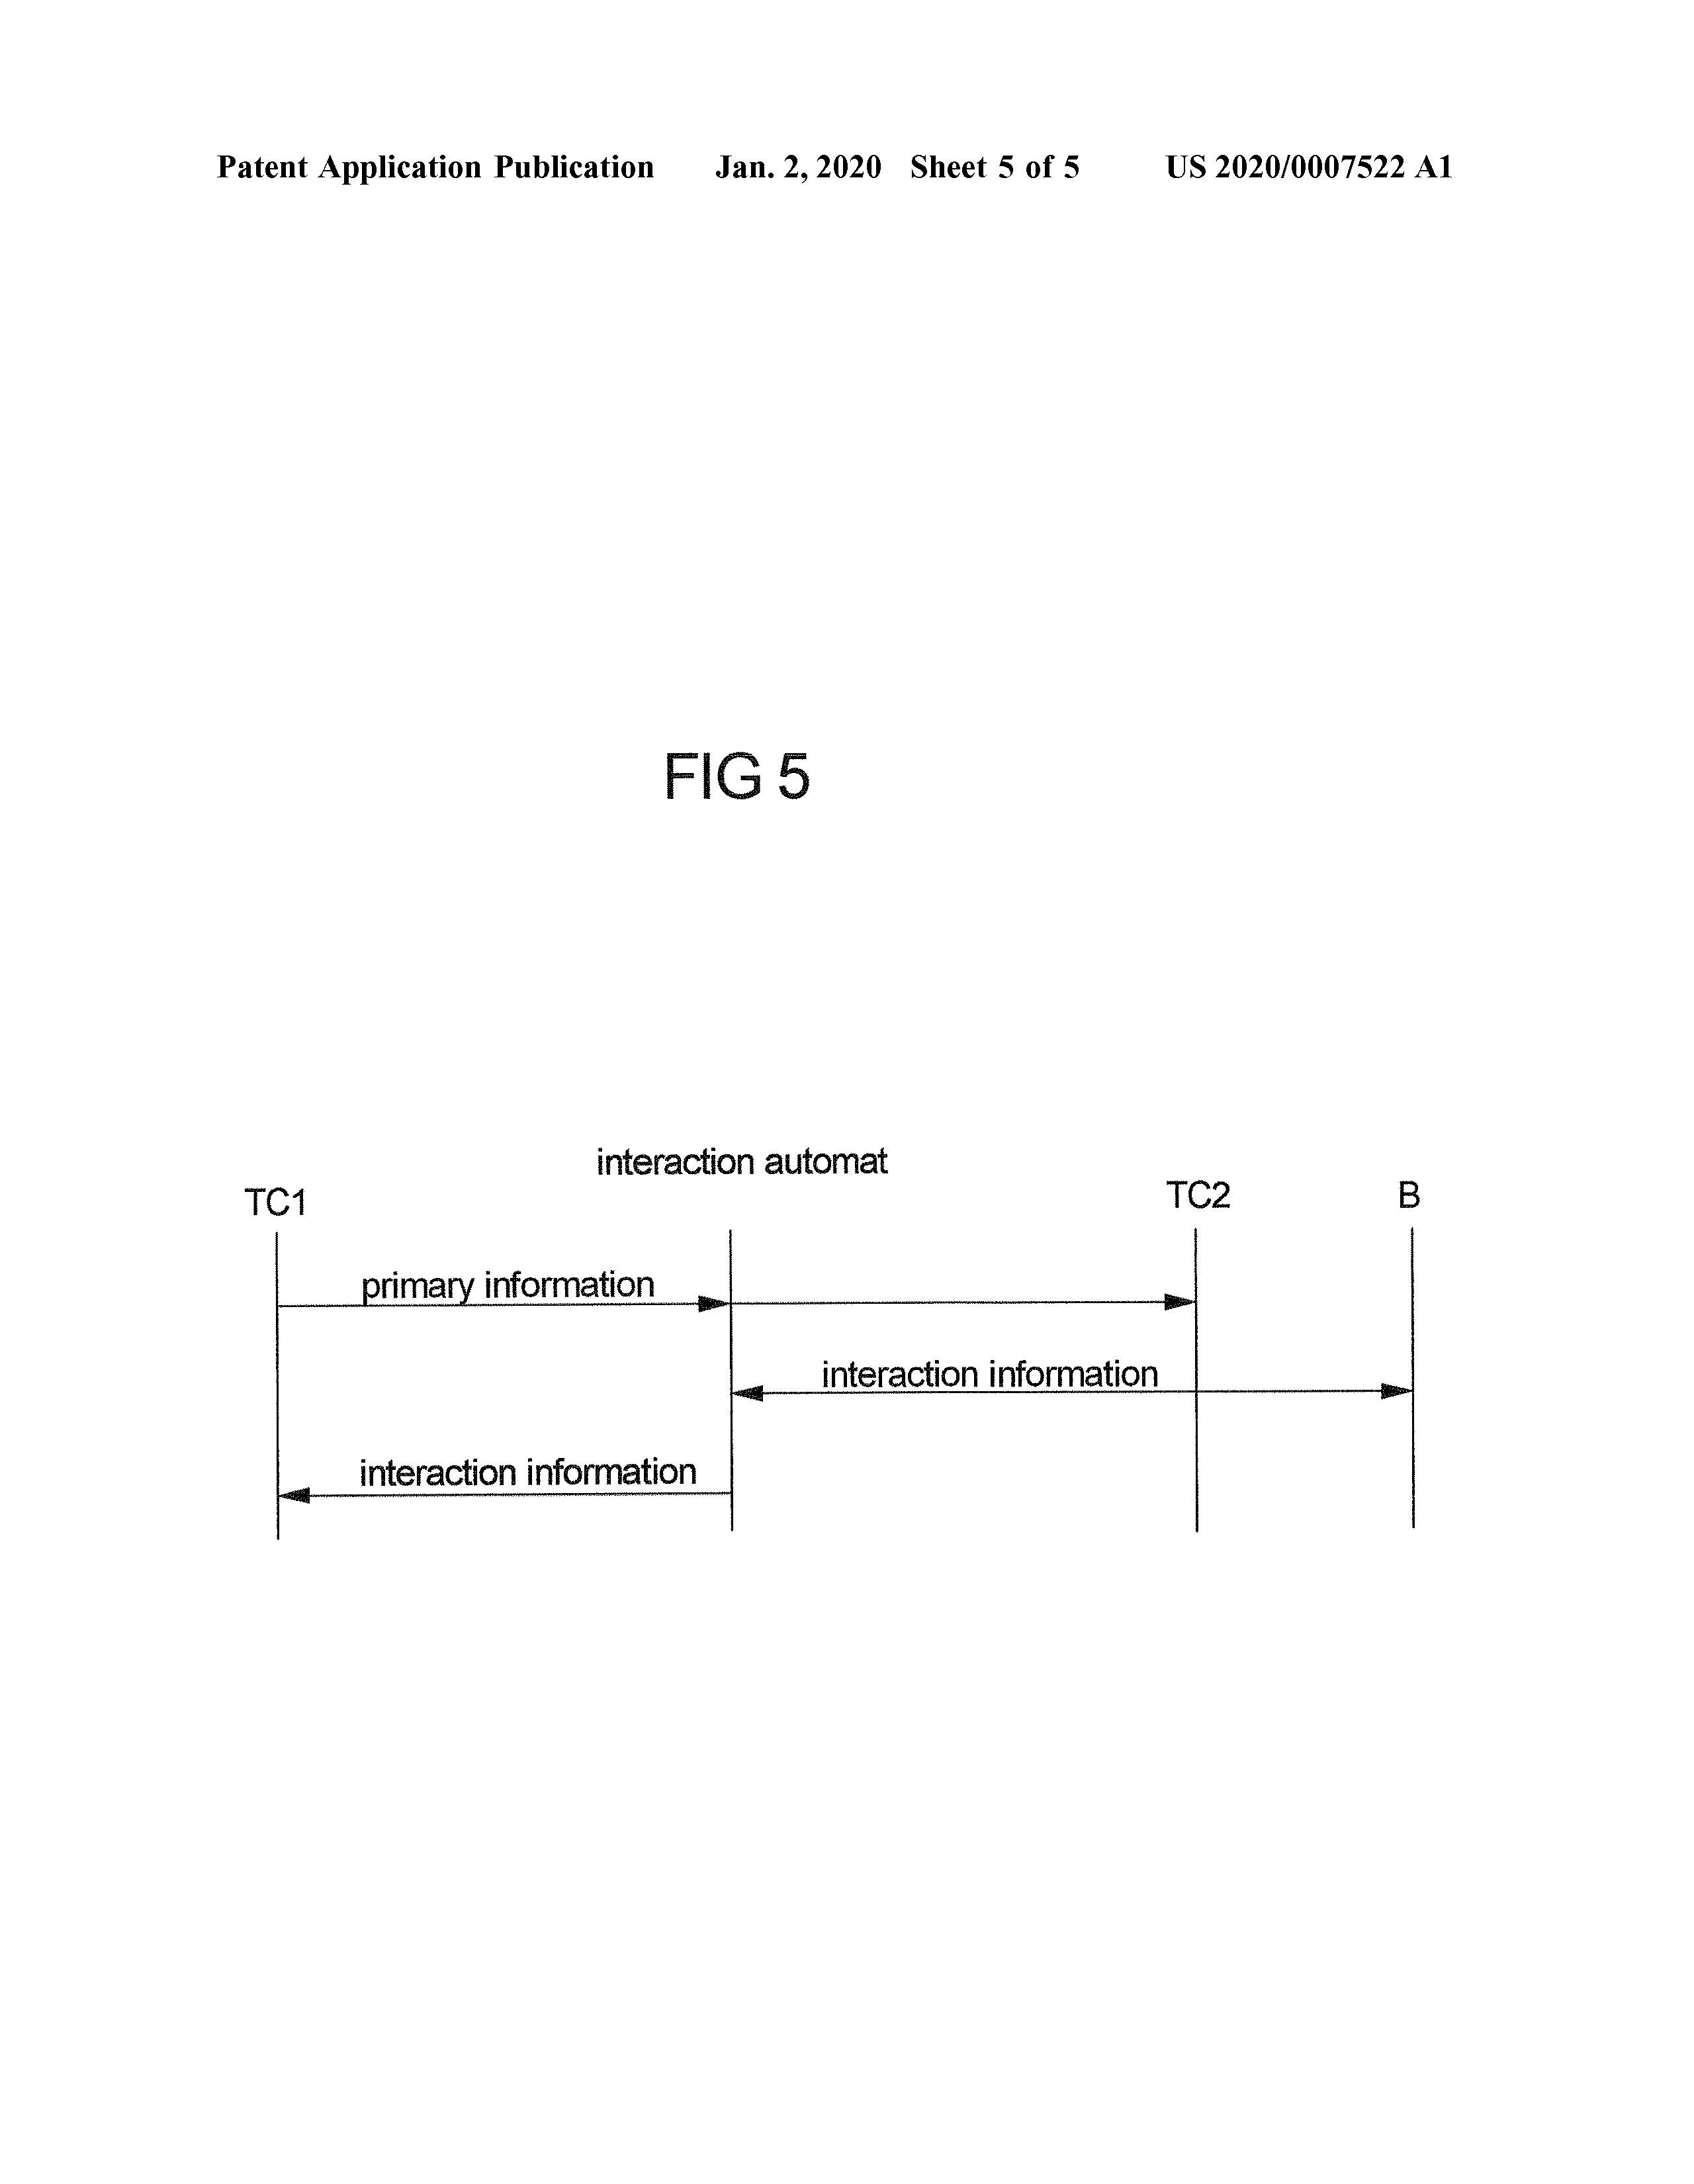 Patent Application Publication Jan. 2, 2020 Sheet 5 of 5 US 2020/0007522 A1
FIG 5
interaction automat
TC1 TC2 B
primary information
interaction information
interaction information